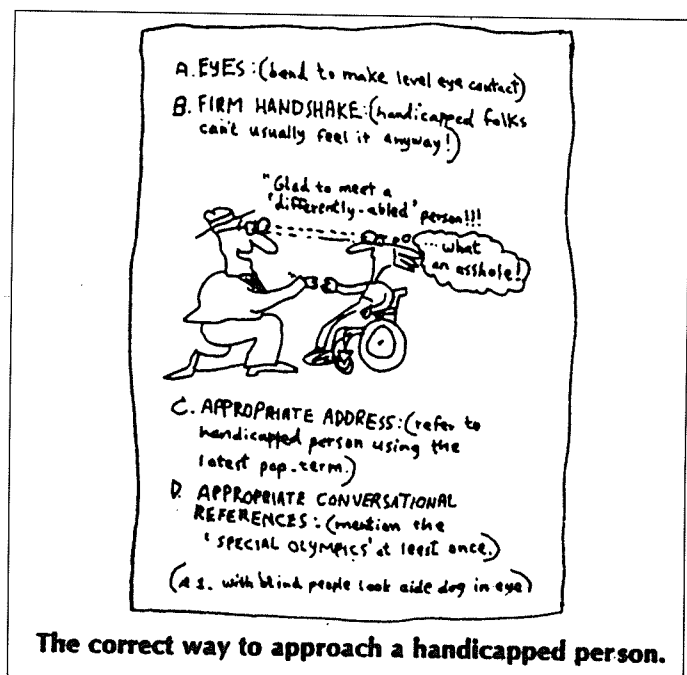 A. EYES: (bend to make level eye contact)
B. FIRM HANDSHAKE: (handicapped folks
can't usually feel it anyway!)
"Glad to meet a
'differently-abled' person!!!
...what
an asshole!
C. APPROPRIATE ADDRESS: (refer to
handicapped person using the
latest pop-term.)
D. APPROPRIATE CONVERSATIONAL
REFERENCES: (mention the
'SPECIAL OLYMPICS' at least once.)
(A 1. with blind people look aide dog in eye)
The correct way to approach a handicapped person.